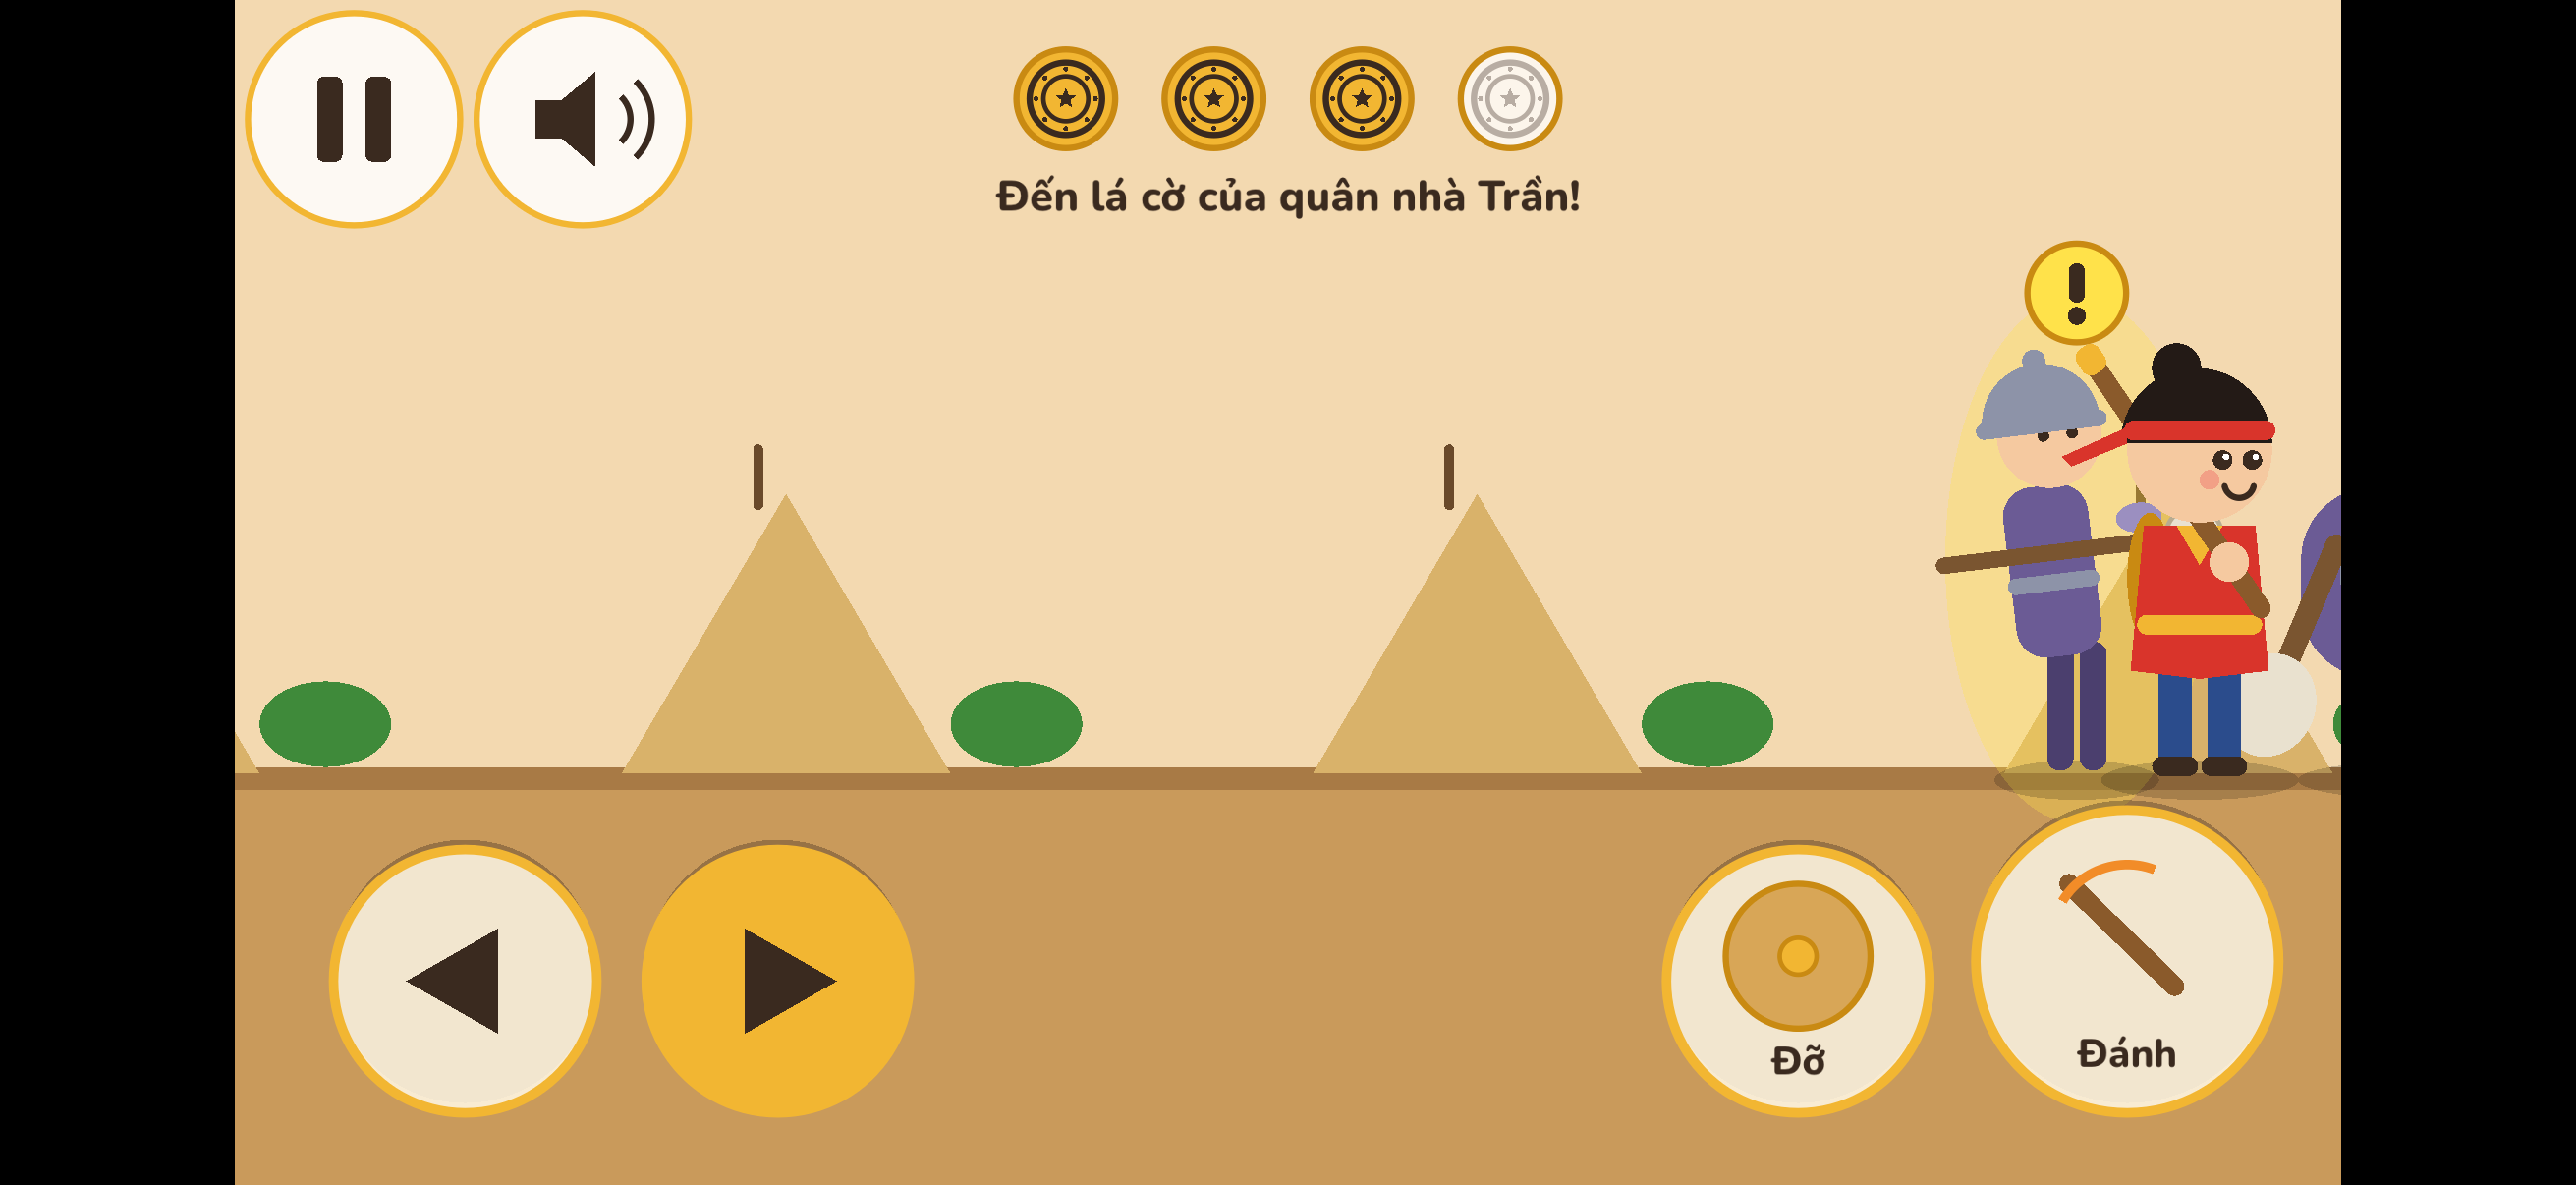 Đến lá cờ của quân nhà Trần!
Đỡ
Đánh